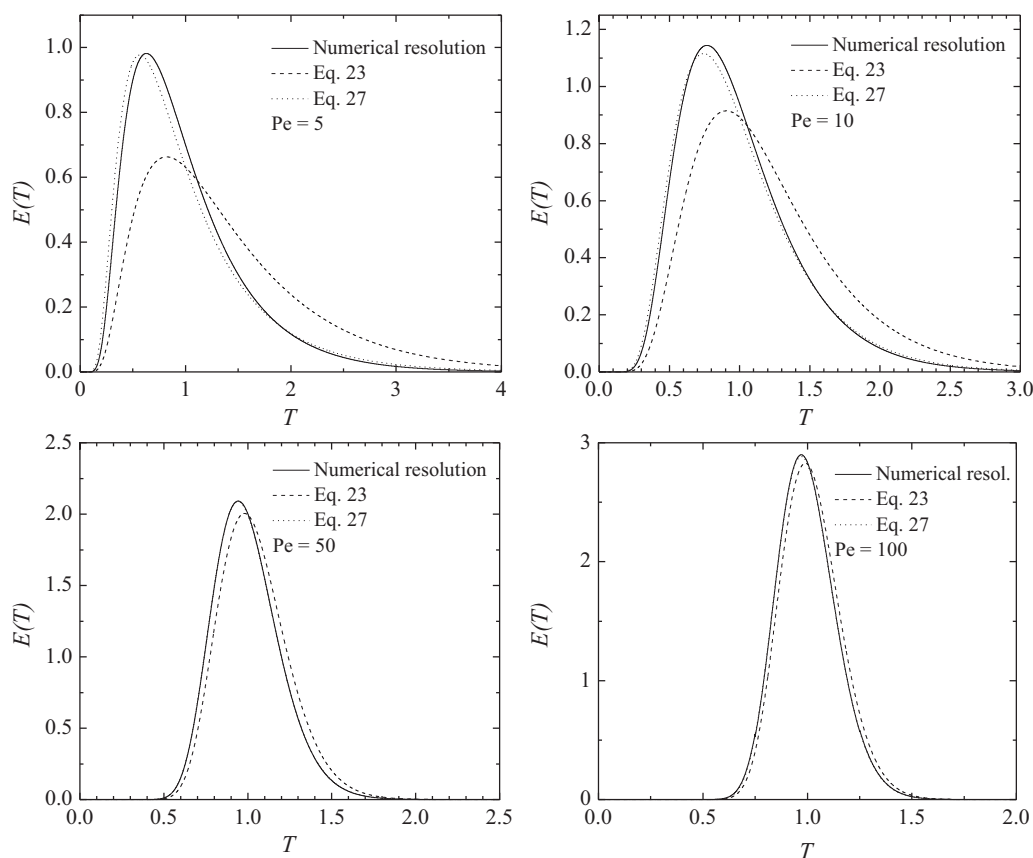 1.0
0.8
0.6
0.4
0.2
0.0
E(T)
Numerical resolution
Eq. 23
Eq. 27
Pe = 5
0 1 2 3 4
T
1.2
1.0
0.8
0.6
0.4
0.2
0.0
E(T)
Numerical resolution
Eq. 23
Eq. 27
Pe = 10
0.0 0.5 1.0 1.5 2.0 2.5 3.0
T
2.5
2.0
1.5
1.0
0.5
0.0
E(T)
Numerical resolution
Eq. 23
Eq. 27
Pe = 50
0.0 0.5 1.0 1.5 2.0 2.5
T
3
2
1
0
E(T)
Numerical resol.
Eq. 23
Eq. 27
Pe = 100
0.0 0.5 1.0 1.5 2.0
T